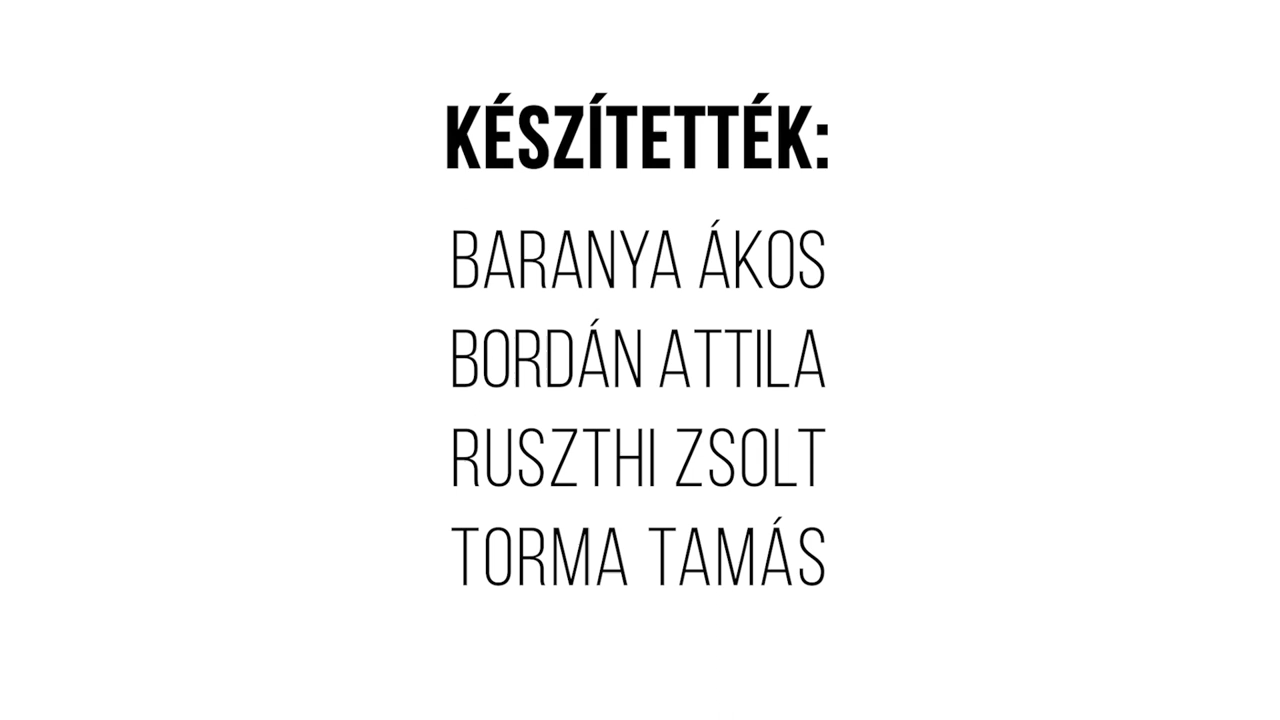 KÉSZÍTETTÉK:
BARANYA ÁKOS
BORDÁN ATTILA
RUSZTHI ZSOLT
TORMA TAMÁS